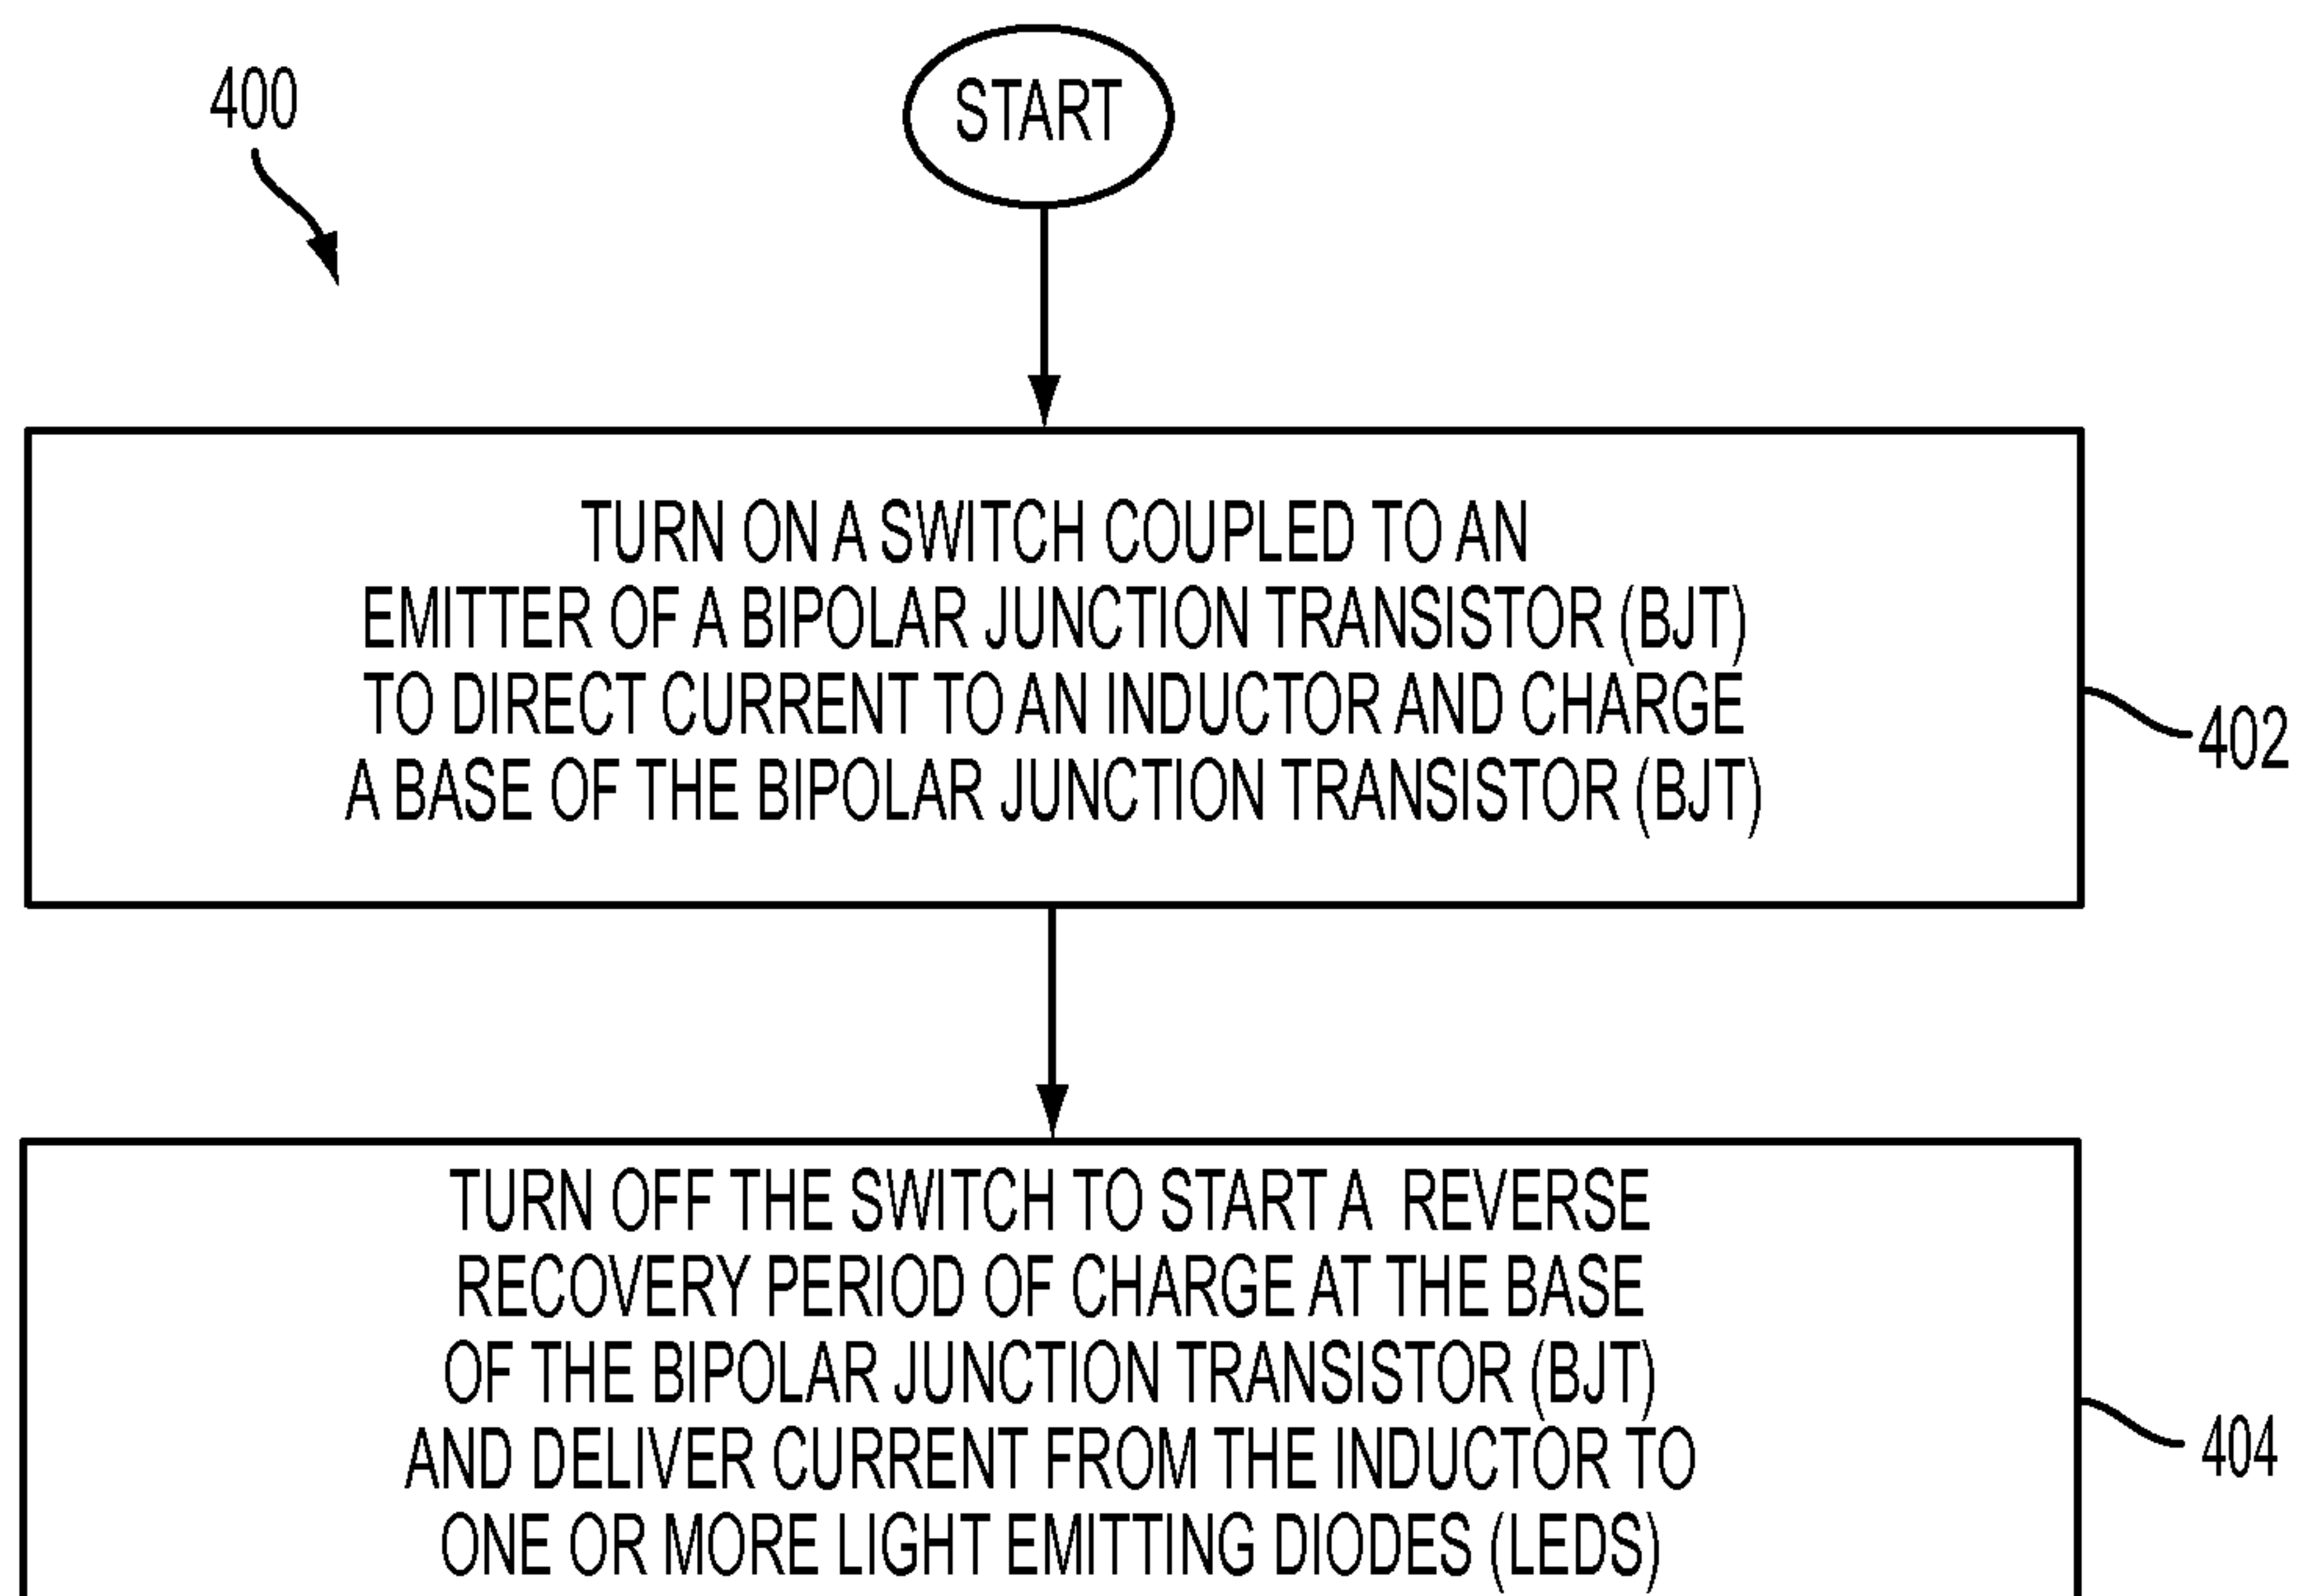 400
START
TURN ON A SWITCH COUPLED TO AN
EMITTER OF A BIPOLAR JUNCTION TRANSISTOR (BJT)
TO DIRECT CURRENT TO AN INDUCTOR AND CHARGE
A BASE OF THE BIPOLAR JUNCTION TRANSISTOR (BJT)
402
TURN OFF THE SWITCH TO START A REVERSE
RECOVERY PERIOD OF CHARGE AT THE BASE
OF THE BIPOLAR JUNCTION TRANSISTOR (BJT)
AND DELIVER CURRENT FROM THE INDUCTOR TO
ONE OR MORE LIGHT EMITTING DIODES (LEDS)
404